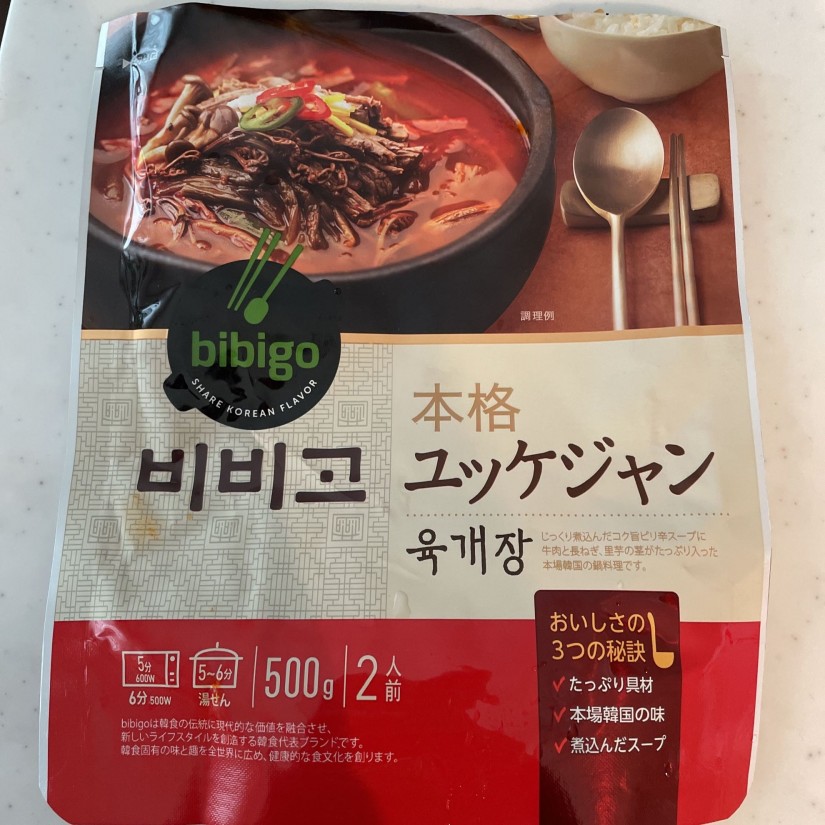 調理例
bibigo
SHARE KOREAN FLAVOR
비비고
本格
ユッケジャン
육개장
じっくり煮込んだコク旨ピリ辛スープに
牛肉と長ねぎ、里芋の茎がたっぷり入った
本場韓国の鍋料理です。
おいしさの
3つの秘訣
たっぷり具材
本場韓国の味
煮込んだスープ
5分
600W
6分 500W
5~6分
湯せん
500g
2人前
bibigoは韓食の伝統に現代的な価値を融合させ、
新しいライフスタイルを創造する韓食代表ブランドです。
韓食固有の味と趣を全世界に広め、健康的な食文化を創ります。